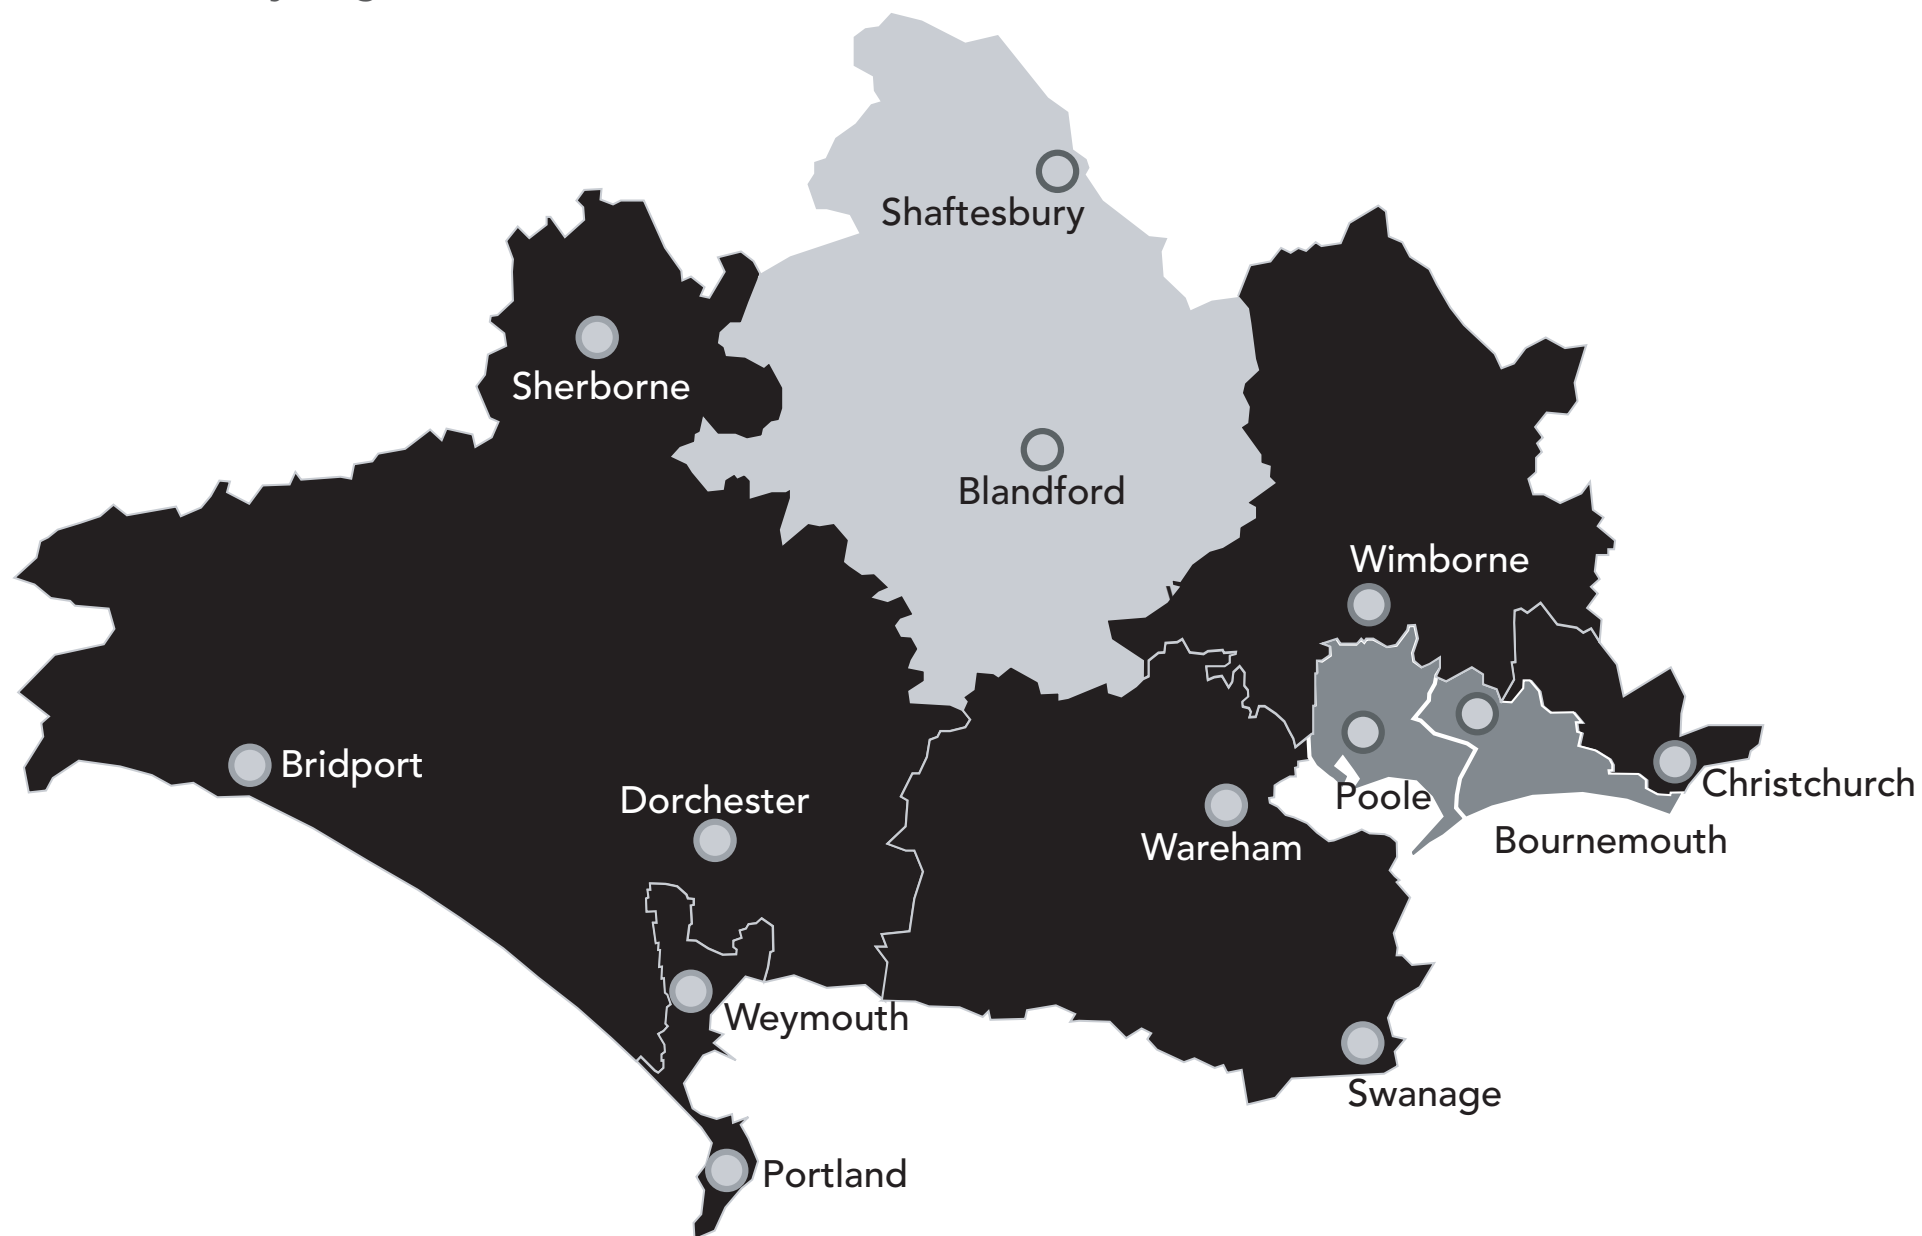 Shaftesbury
Sherborne
Blandford
Wimborne
Bridport
Dorchester
Poole
Christchurch
Wareham
Bournemouth
Weymouth
Swanage
Portland